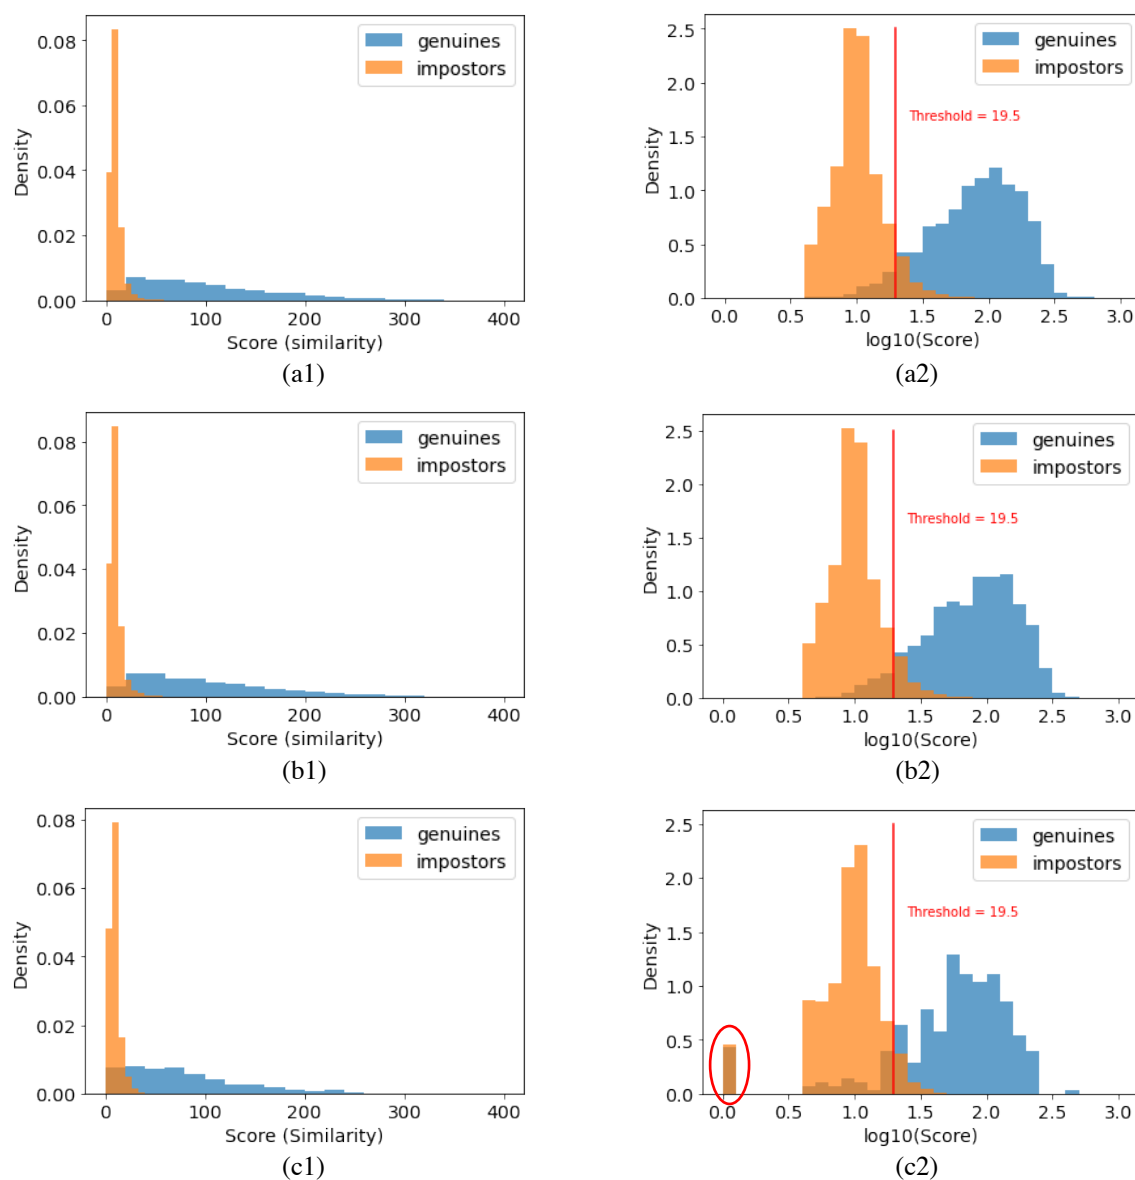 genuines
impostors
0.08
0.06
0.04
0.02
0.00
Density
0 100 200 300 400
Score (similarity)
(a1)
genuines
impostors
Threshold = 19.5
2.5
2.0
1.5
1.0
0.5
0.0
Density
0.0 0.5 1.0 1.5 2.0 2.5 3.0
log10(Score)
(a2)
genuines
impostors
0.08
0.06
0.04
0.02
0.00
Density
0 100 200 300 400
Score (similarity)
(b1)
genuines
impostors
Threshold = 19.5
2.5
2.0
1.5
1.0
0.5
0.0
Density
0.0 0.5 1.0 1.5 2.0 2.5 3.0
log10(Score)
(b2)
genuines
impostors
0.08
0.06
0.04
0.02
0.00
Density
0 100 200 300 400
Score (Similarity)
(c1)
genuines
impostors
Threshold = 19.5
2.5
2.0
1.5
1.0
0.5
0.0
Density
0.0 0.5 1.0 1.5 2.0 2.5 3.0
log10(Score)
(c2)